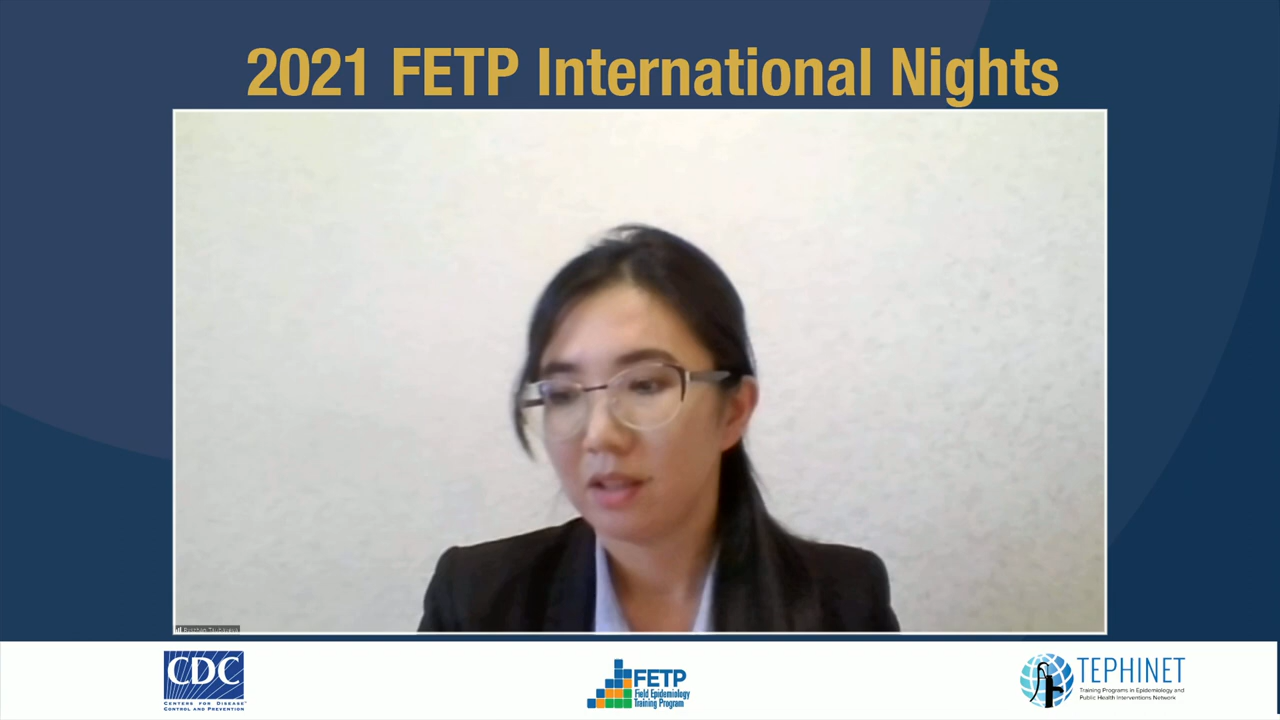 2021 FETP International Nights
CDC
CENTERS FOR DISEASE
CONTROL AND PREVENTION
FETP
Field Epidemiology
Training Program
TEPHINET
Training Programs in Epidemiology and
Public Health Interventions Network